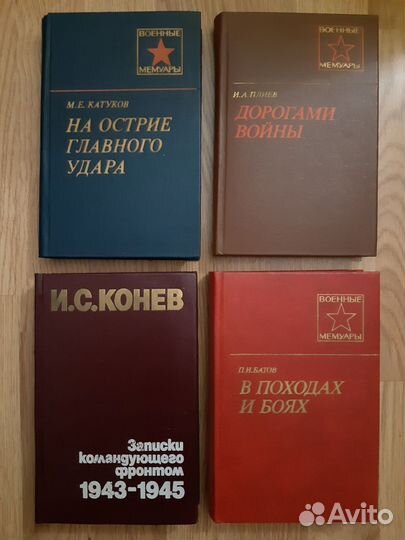 ВОЕННЫЕ
МЕМУАРЫ
М.Е.КАТУКОВ
НА ОСТРИЕ
ГЛАВНОГО
УДАРА
ВОЕННЫЕ
МЕМУАРЫ
И.А.ПЛИЕВ
ДОРОГАМИ
ВОЙНЫ
И.С.КОНЕВ
Записки
командующего
фронтом
1943-1945
ВОЕННЫЕ
МЕМУАРЫ
П.И.БАТОВ
В ПОХОДАХ
И БОЯХ
Avito